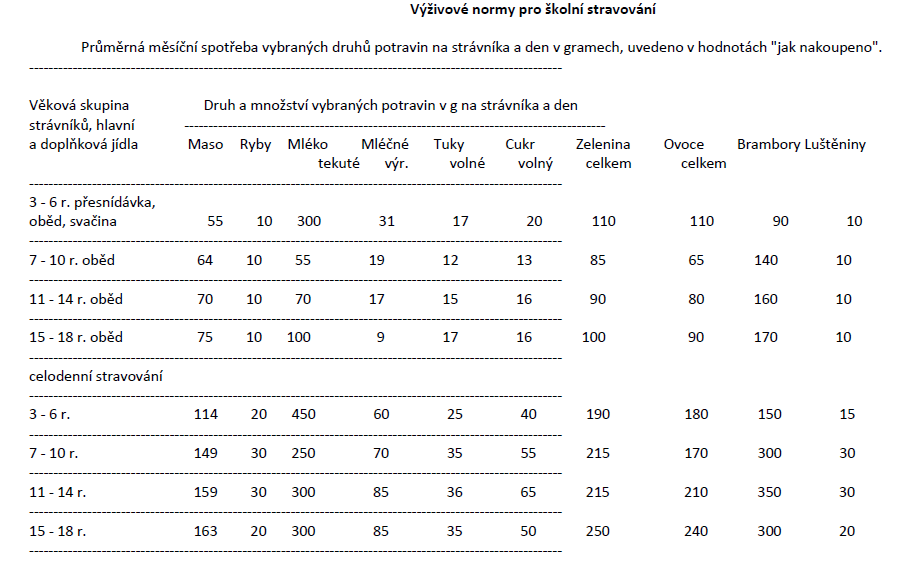 Výživové normy pro školní stravování
Průměrná měsíční spotřeba vybraných druhů potravin na strávníka a den v gramech, uvedeno v hodnotách "jak nakoupeno".
------------------------------------------------------------
Věková skupina Druh a množství vybraných potravin v g na strávníka a den
strávníků, hlavní ------------------------------------------------------------
a doplňková jídla Maso Ryby Mléko Mléčné Tuky Cukr Zelenina Ovoce Brambory Luštěniny
tekuté výr. volné volný celkem celkem
------------------------------------------------------------
3 - 6 r. přesnídávka,
oběd, svačina 55 10 300 31 17 20 110 110 90 10
------------------------------------------------------------
7 - 10 r. oběd 64 10 55 19 12 13 85 65 140 10
------------------------------------------------------------
11 - 14 r. oběd 70 10 70 17 15 16 90 80 160 10
------------------------------------------------------------
15 - 18 r. oběd 75 10 100 9 17 16 100 90 170 10
------------------------------------------------------------
celodenní stravování
------------------------------------------------------------
3 - 6 r. 114 20 450 60 25 40 190 180 150 15
------------------------------------------------------------
7 - 10 r. 149 30 250 70 35 55 215 170 300 30
------------------------------------------------------------
11 - 14 r. 159 30 300 85 36 65 215 210 350 30
------------------------------------------------------------
15 - 18 r. 163 20 300 85 35 50 250 240 300 20
------------------------------------------------------------